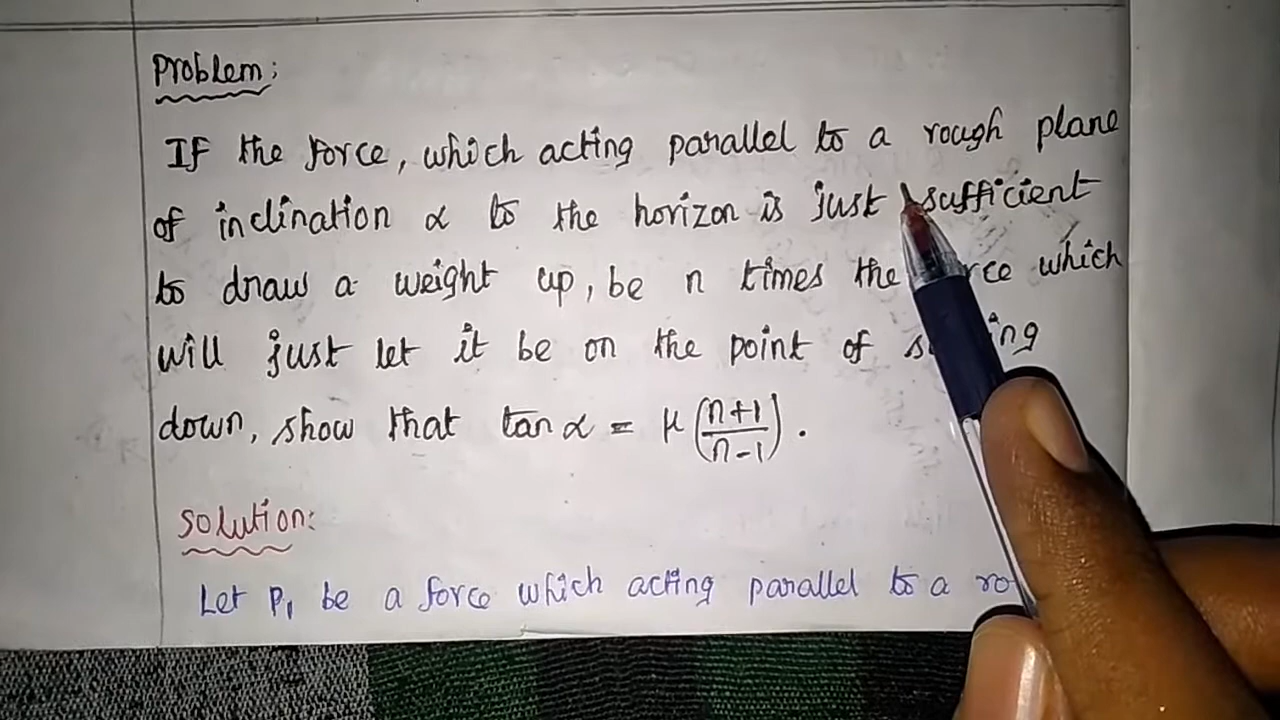 Problem:
If the force, which acting parallel to a rough plane
of inclination α to the horizon is just sufficient
to draw a weight up, be n times the which
will just let it be on the point of
down, show that tan α = μ (n+1/n-1).
Solution:
Let P₁ be a force which acting parallel to a